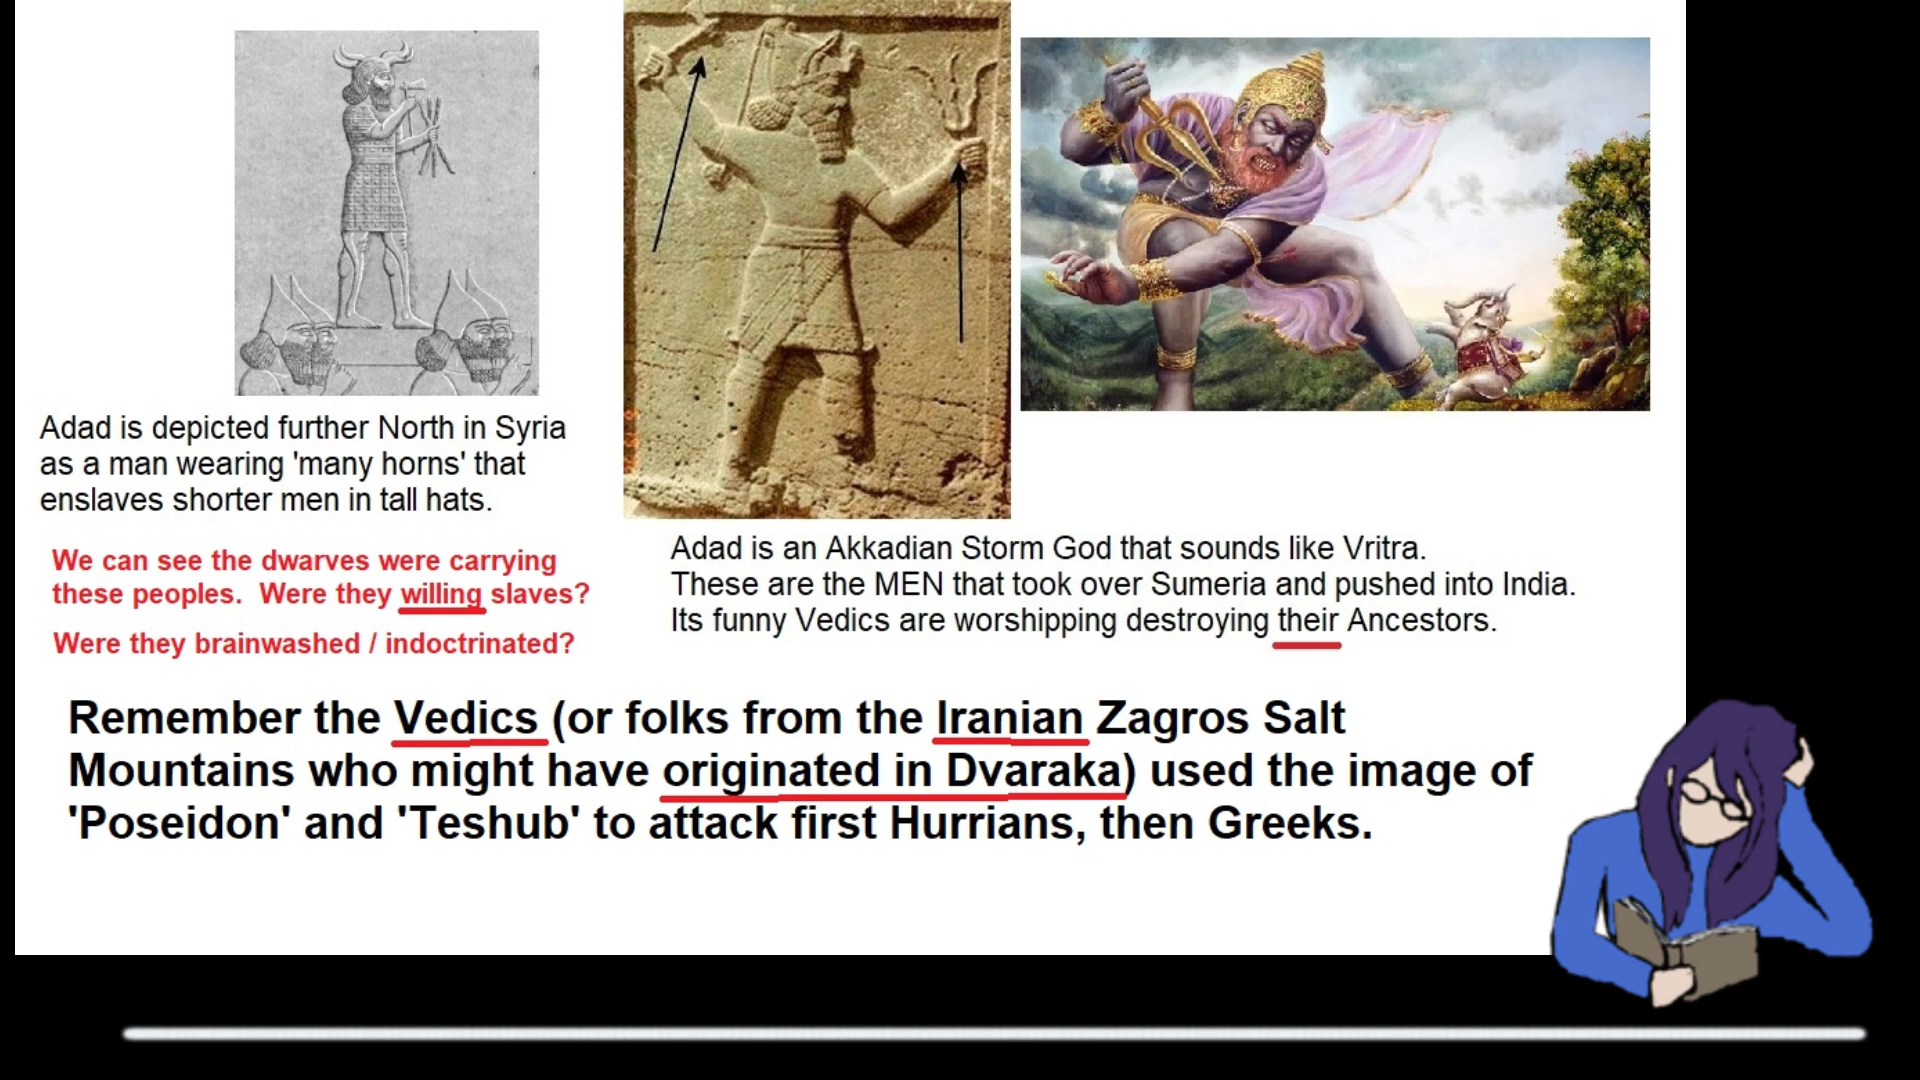 Adad is depicted further North in Syria
as a man wearing 'many horns' that
enslaves shorter men in tall hats.
We can see the dwarves were carrying
these peoples.  Were they willing slaves?
Were they brainwashed / indoctrinated?
Adad is an Akkadian Storm God that sounds like Vritra.
These are the MEN that took over Sumeria and pushed into India.
Its funny Vedics are worshipping destroying their Ancestors.
Remember the Vedics (or folks from the Iranian Zagros Salt
Mountains who might have originated in Dvaraka) used the image of
'Poseidon' and 'Teshub' to attack first Hurrians, then Greeks.